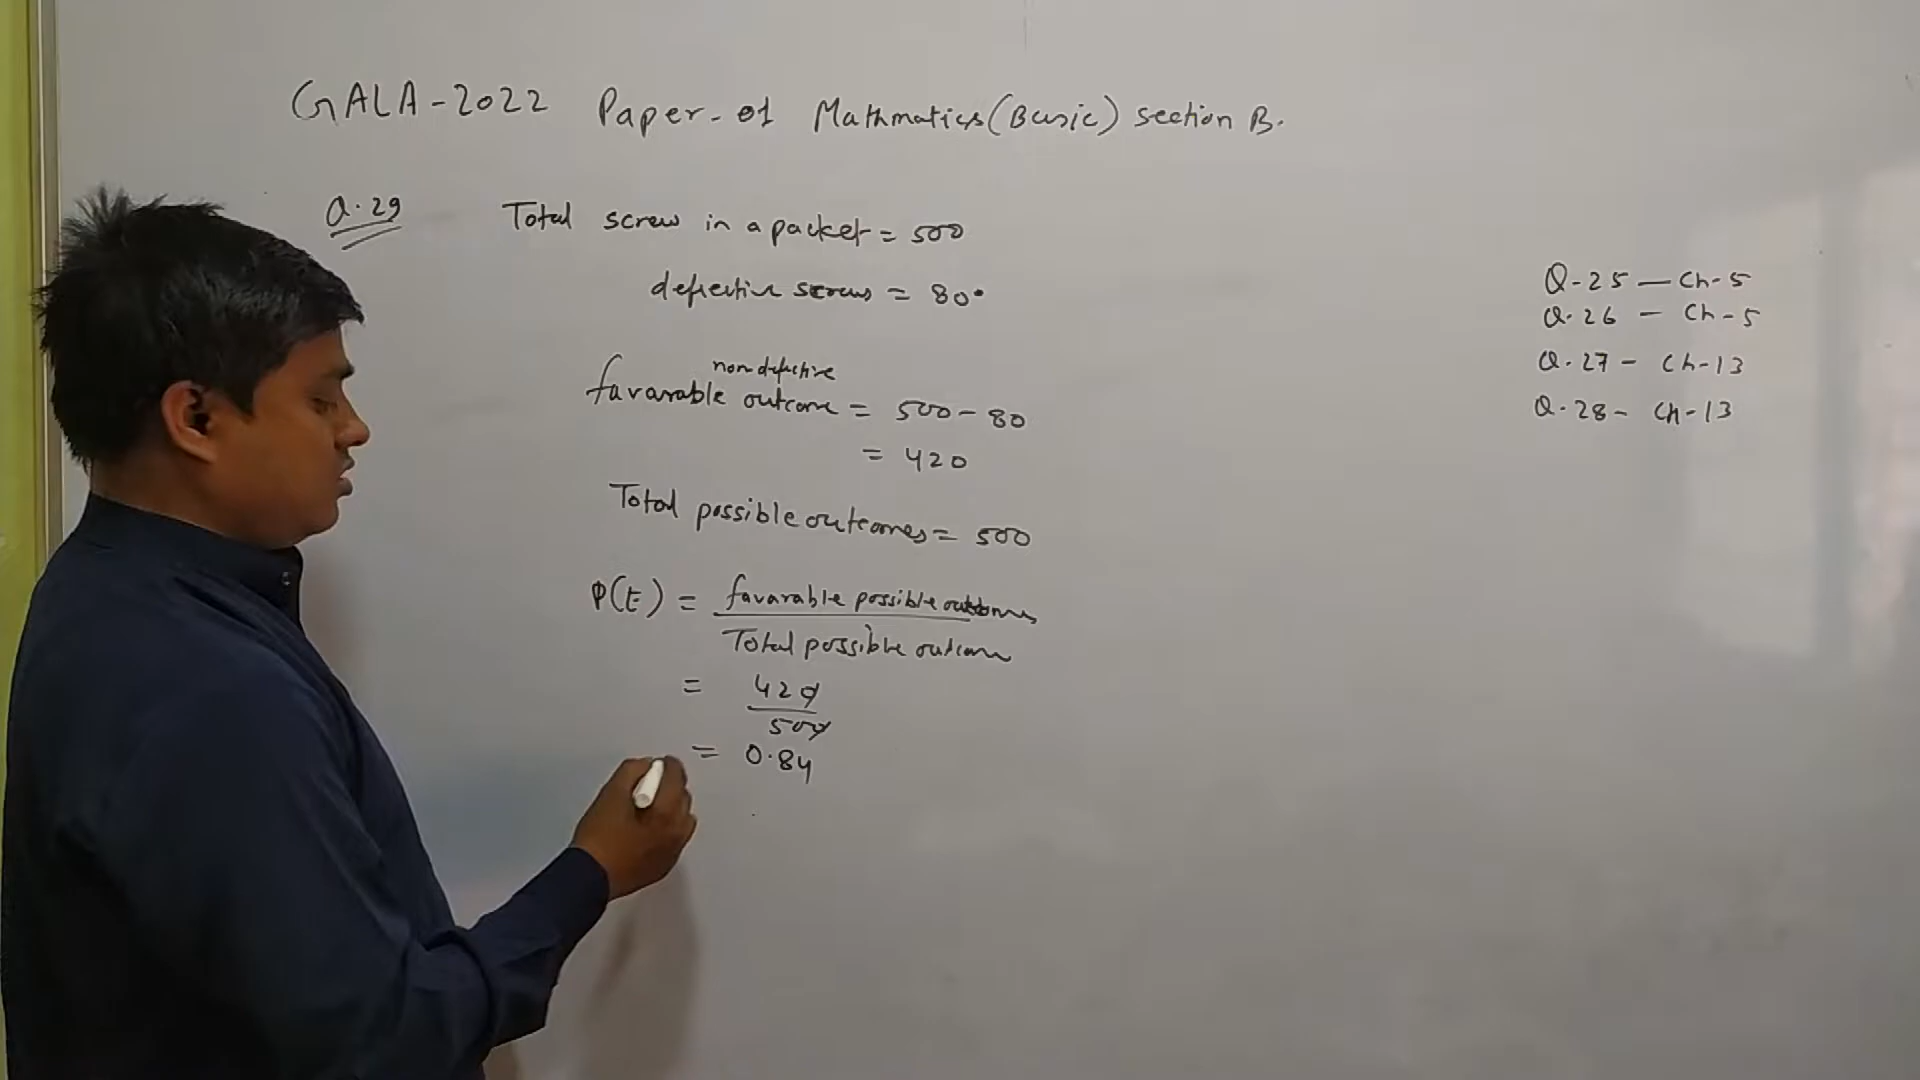 GALA-2022 Paper-01 Mathmatics (Basic) section B.
Q.29 Total screw in a packet = 500
defective screws = 80
non defective
favarable outcome = 500 - 80
= 420
Total possible outcomes = 500
P(E) = favarable possible outcomes
Total possible outcome
= 420
500
= 0.84
Q-25 — Ch-5
Q.26 - Ch-5
Q.27 - Ch-13
Q.28 - Ch-13